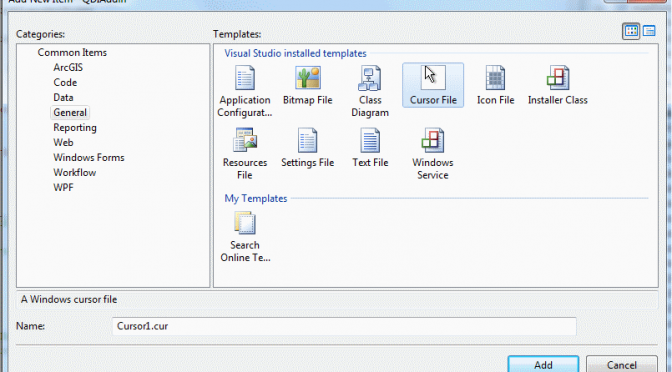 Add New Item - QBIAddin
Categories:
Templates:
Common Items
ArcGIS
Code
Data
General
Reporting
Web
Windows Forms
Workflow
WPF
Visual Studio installed templates
Application Configurat...
Bitmap File
Class Diagram
Cursor File
Icon File
Installer Class
Resources File
Settings File
Text File
Windows Service
My Templates
Search Online Te...
A Windows cursor file
Name:
Cursor1.cur
Add
Cancel